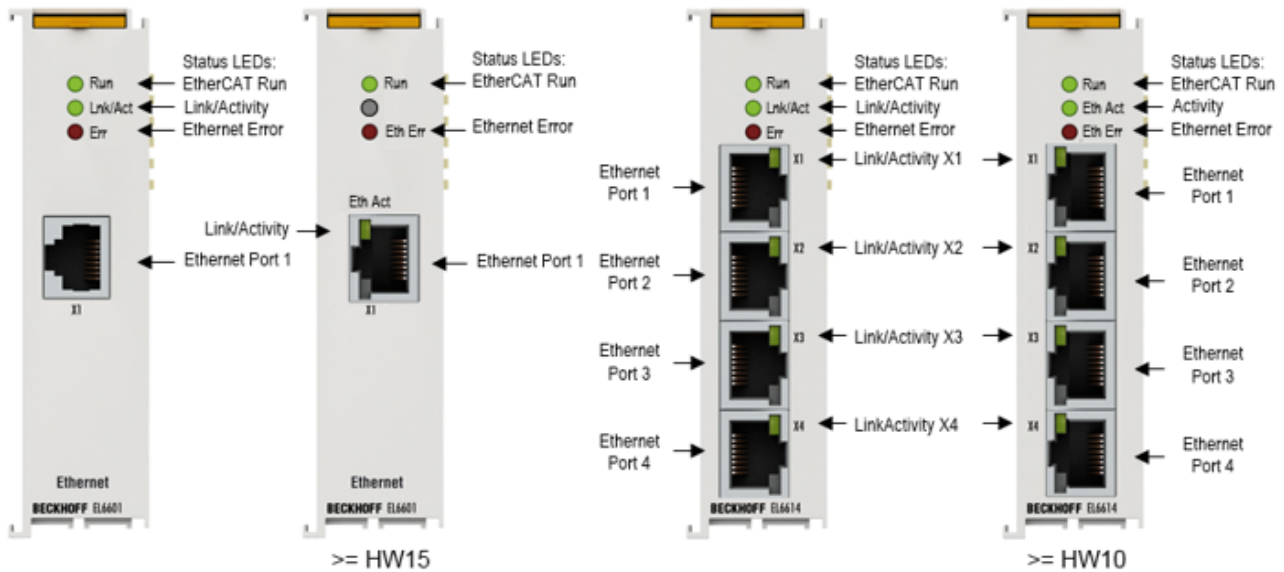 Run
Lnk/Act
Err
Status LEDs:
EtherCAT Run
Link/Activity
Ethernet Error
Ethernet Port 1
X1
Ethernet
BECKHOFF EL6601
Run
Eth Err
Status LEDs:
EtherCAT Run
Ethernet Error
Eth Act
Link/Activity
Ethernet Port 1
X1
Ethernet
BECKHOFF EL6601
>= HW15
Run
Lnk/Act
Err
Status LEDs:
EtherCAT Run
Link/Activity
Ethernet Error
Ethernet
Port 1
X1
Link/Activity X1
Ethernet
Port 2
X2
Link/Activity X2
Ethernet
Port 3
X3
Link/Activity X3
Ethernet
Port 4
X4
LinkActivity X4
BECKHOFF EL6614
Run
Eth Act
Eth Err
Status LEDs:
EtherCAT Run
Activity
Ethernet Error
X1
Ethernet
Port 1
X2
Ethernet
Port 2
X3
Ethernet
Port 3
X4
Ethernet
Port 4
BECKHOFF EL6614
>= HW10